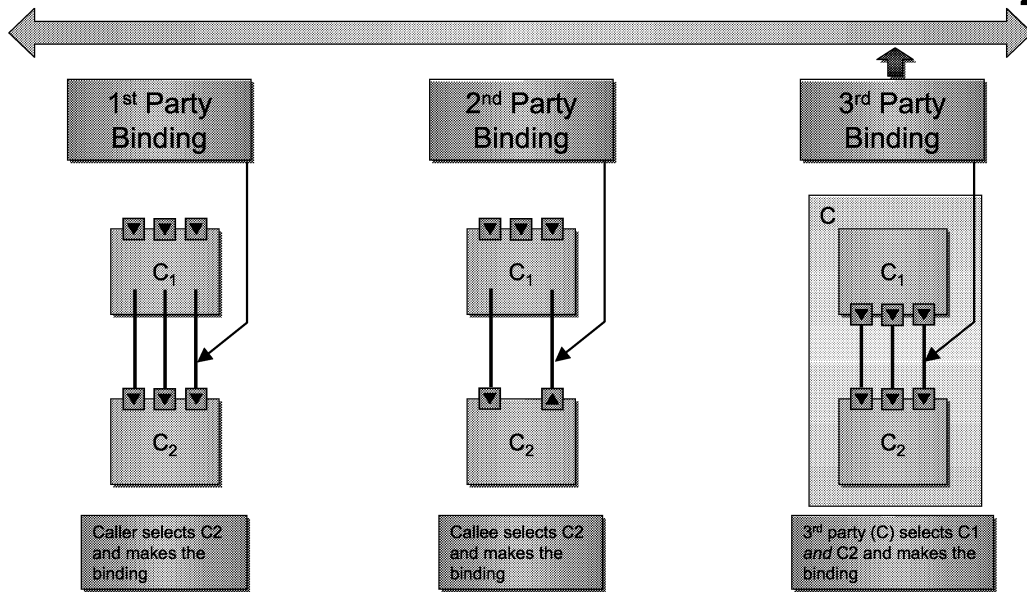 1st Party
Binding
2nd Party
Binding
3rd Party
Binding
C1
C2
C1
C2
C
C1
C2
Caller selects C2
and makes the
binding
Callee selects C2
and makes the
binding
3rd party (C) selects C1
and C2 and makes the
binding